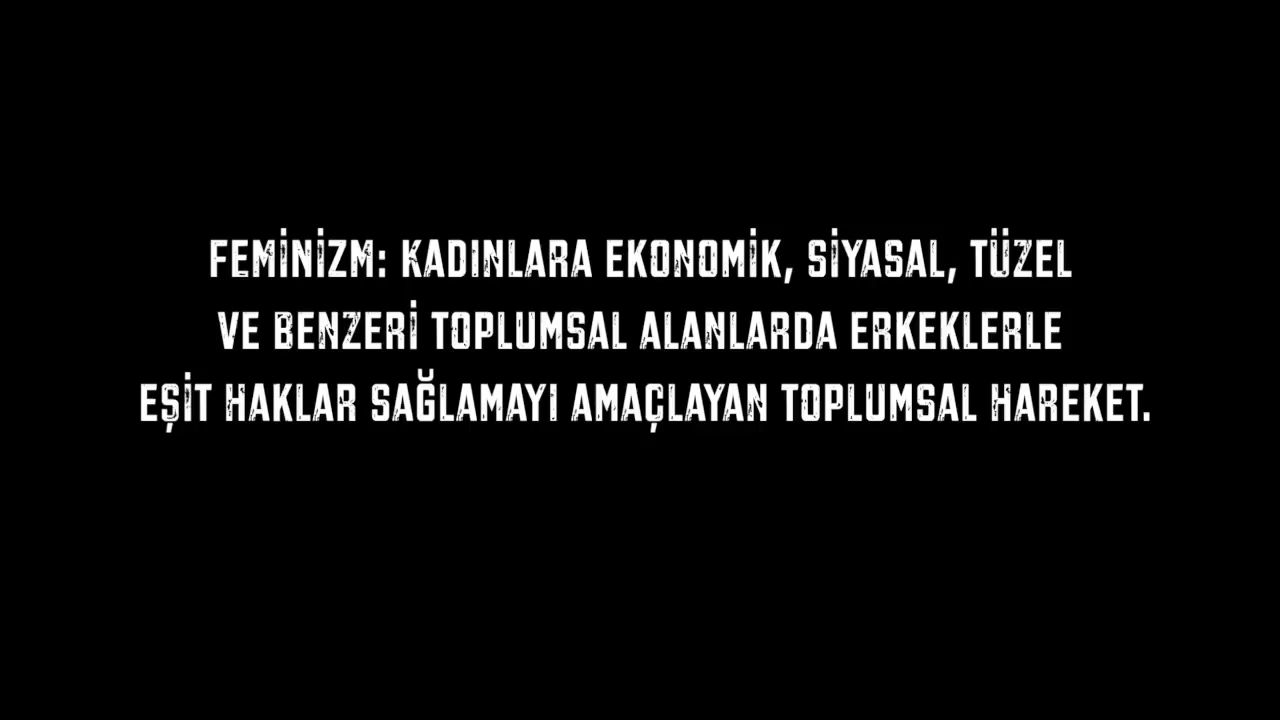 FEMİNİZM: KADINLARA EKONOMİK, SİYASAL, TÜZEL
VE BENZERİ TOPLUMSAL ALANLARDA ERKEKLERLE
EŞİT HAKLAR SAĞLAMAYI AMAÇLAYAN TOPLUMSAL HAREKET.